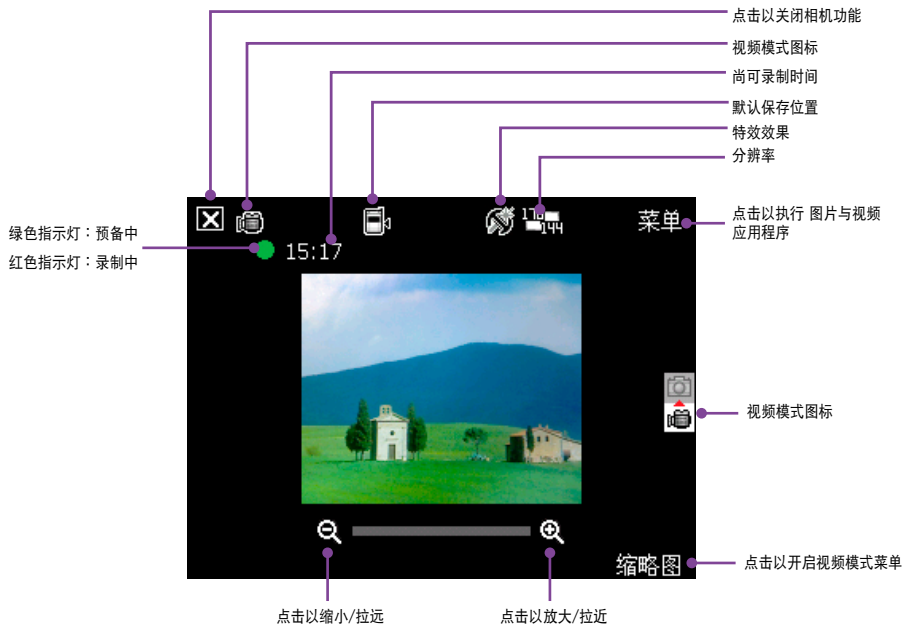 点击以关闭相机功能
视频模式图标
尚可录制时间
默认保存位置
特效效果
分辨率
176
144
菜单
点击以执行 图片与视频
应用程序
绿色指示灯：预备中
红色指示灯：录制中
15:17
视频模式图标
缩略图
点击以开启视频模式菜单
点击以缩小/拉远
点击以放大/拉近